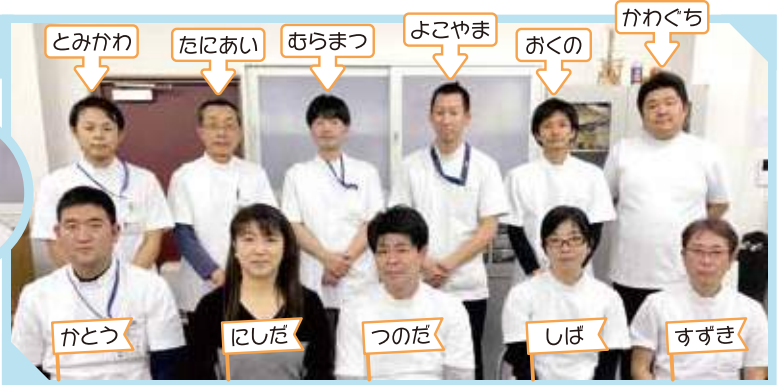 とみかわ
たにあい
むらまつ
よこやま
おくの
かわぐち
かとう
にしだ
つのだ
しば
すずき